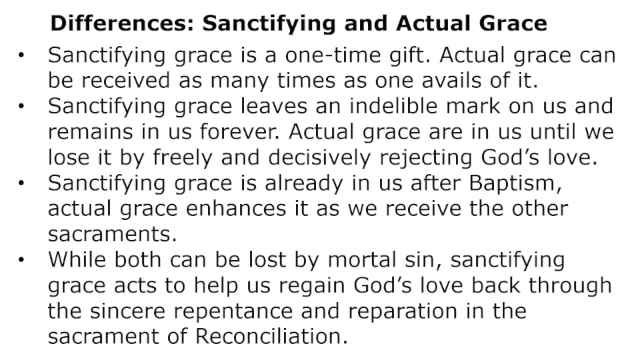 Differences: Sanctifying and Actual Grace
• Sanctifying grace is a one-time gift. Actual grace can
be received as many times as one avails of it.
• Sanctifying grace leaves an indelible mark on us and
remains in us forever. Actual grace are in us until we
lose it by freely and decisively rejecting God's love.
• Sanctifying grace is already in us after Baptism,
actual grace enhances it as we receive the other
sacraments.
• While both can be lost by mortal sin, sanctifying
grace acts to help us regain God's love back through
the sincere repentance and reparation in the
sacrament of Reconciliation.